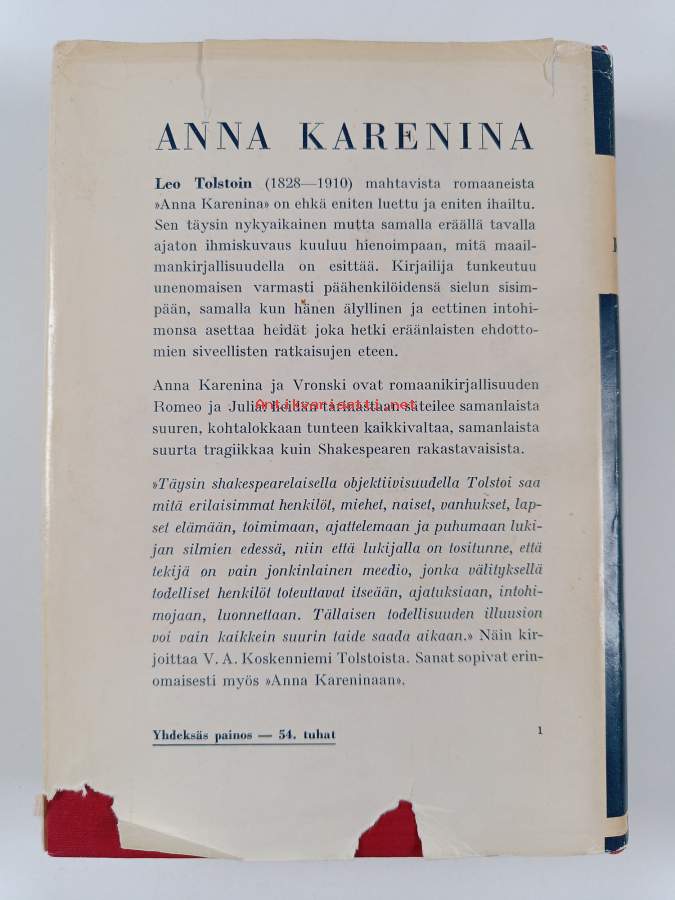 ANNA KARENINA
Leo Tolstoin (1828—1910) mahtavista romaaneista
»Anna Karenina» on ehkä eniten luettu ja eniten ihailtu.
Sen täysin nykyaikainen mutta samalla eräällä tavalla
ajaton ihmiskuvaus kuuluu hienoimpaan, mitä maail-
mankirjallisuudella on esittää. Kirjailija tunkeutuu
unenomaisen varmasti päähenkilöidensä sielun sisim-
pään, samalla kun hänen älyllinen ja eettinen intohi-
monsa asettaa heidät joka hetki eräänlaisten ehdotto-
mien siveellisten ratkaisujen eteen.
Anna Karenina ja Vronski ovat romaanikirjallisuuden
Romeo ja Julia, heidän tarinastaan säteilee samanlaista
Antikvariaatti.net
suuren, kohtalokkaan tunteen kaikkivaltaa, samanlaista
suurta tragiikkaa kuin Shakespearen rakastavaisista.
»Täysin shakespearelaisella objektiivisuudella Tolstoi saa
mitä erilaisimmat henkilöt, miehet, naiset, vanhukset, lap-
set elämään, toimimaan, ajattelemaan ja puhumaan luki-
jan silmien edessä, niin että lukijalla on tositunne, että
tekijä on vain jonkinlainen meedio, jonka välityksellä
todelliset henkilöt toteuttavat itseään, ajatuksiaan, intohi-
mojaan, luonnettaan. Tällaisen todellisuuden illuusion
voi vain kaikkein suurin taide saada aikaan.» Näin kir-
joittaa V. A. Koskenniemi Tolstoista. Sanat sopivat erin-
omaisesti myös »Anna Kareninaan».
Yhdeksäs painos — 54. tuhat
1